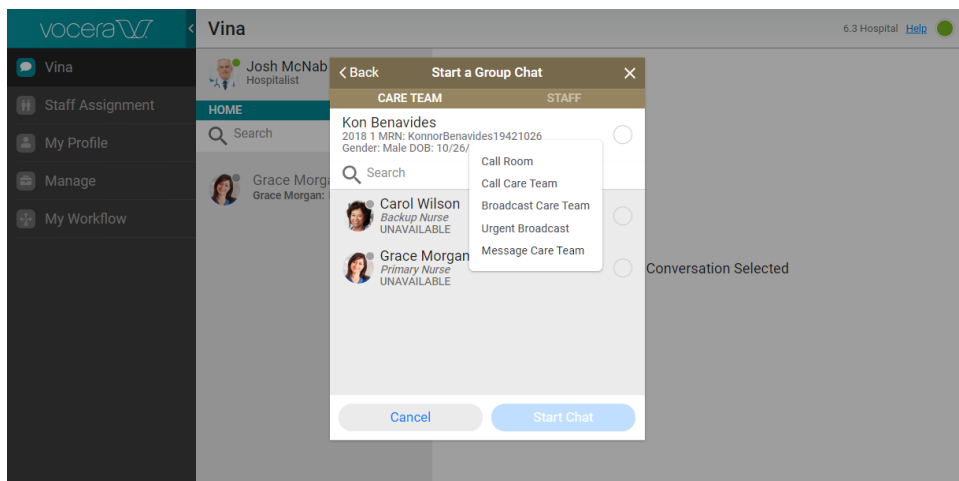 vocera
Vina
6.3 Hospital Help
Vina
Staff Assignment
My Profile
Manage
My Workflow
Josh McNab
Hospitalist
HOME
Search
Grace Morga
Grace Morgan:
Back
Start a Group Chat
CARE TEAM
STAFF
Kon Benavides
2018 1 MRN: KonnorBenavides19421026
Gender: Male DOB: 10/26/
Search
Call Room
Call Care Team
Broadcast Care Team
Urgent Broadcast
Message Care Team
Carol Wilson
Backup Nurse
UNAVAILABLE
Grace Morgan
Primary Nurse
UNAVAILABLE
Conversation Selected
Cancel
Start Chat